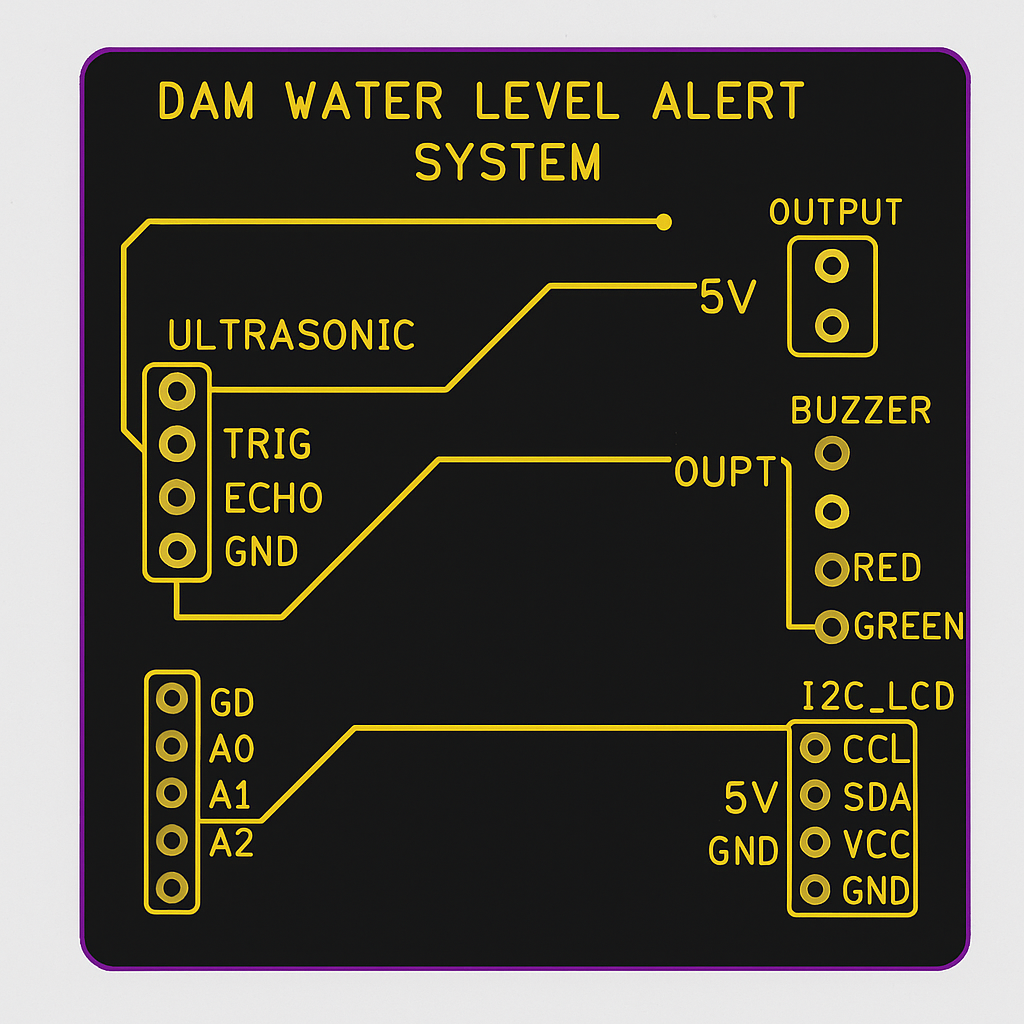 DAM WATER LEVEL ALERT
SYSTEM
OUTPUT
5V
ULTRASONIC
BUZZER
TRIG
OUPT
ECHO
GND
RED
GREEN
I2C_LCD
GD
A0
A1
A2
CCL
5V
SDA
GND
VCC
GND